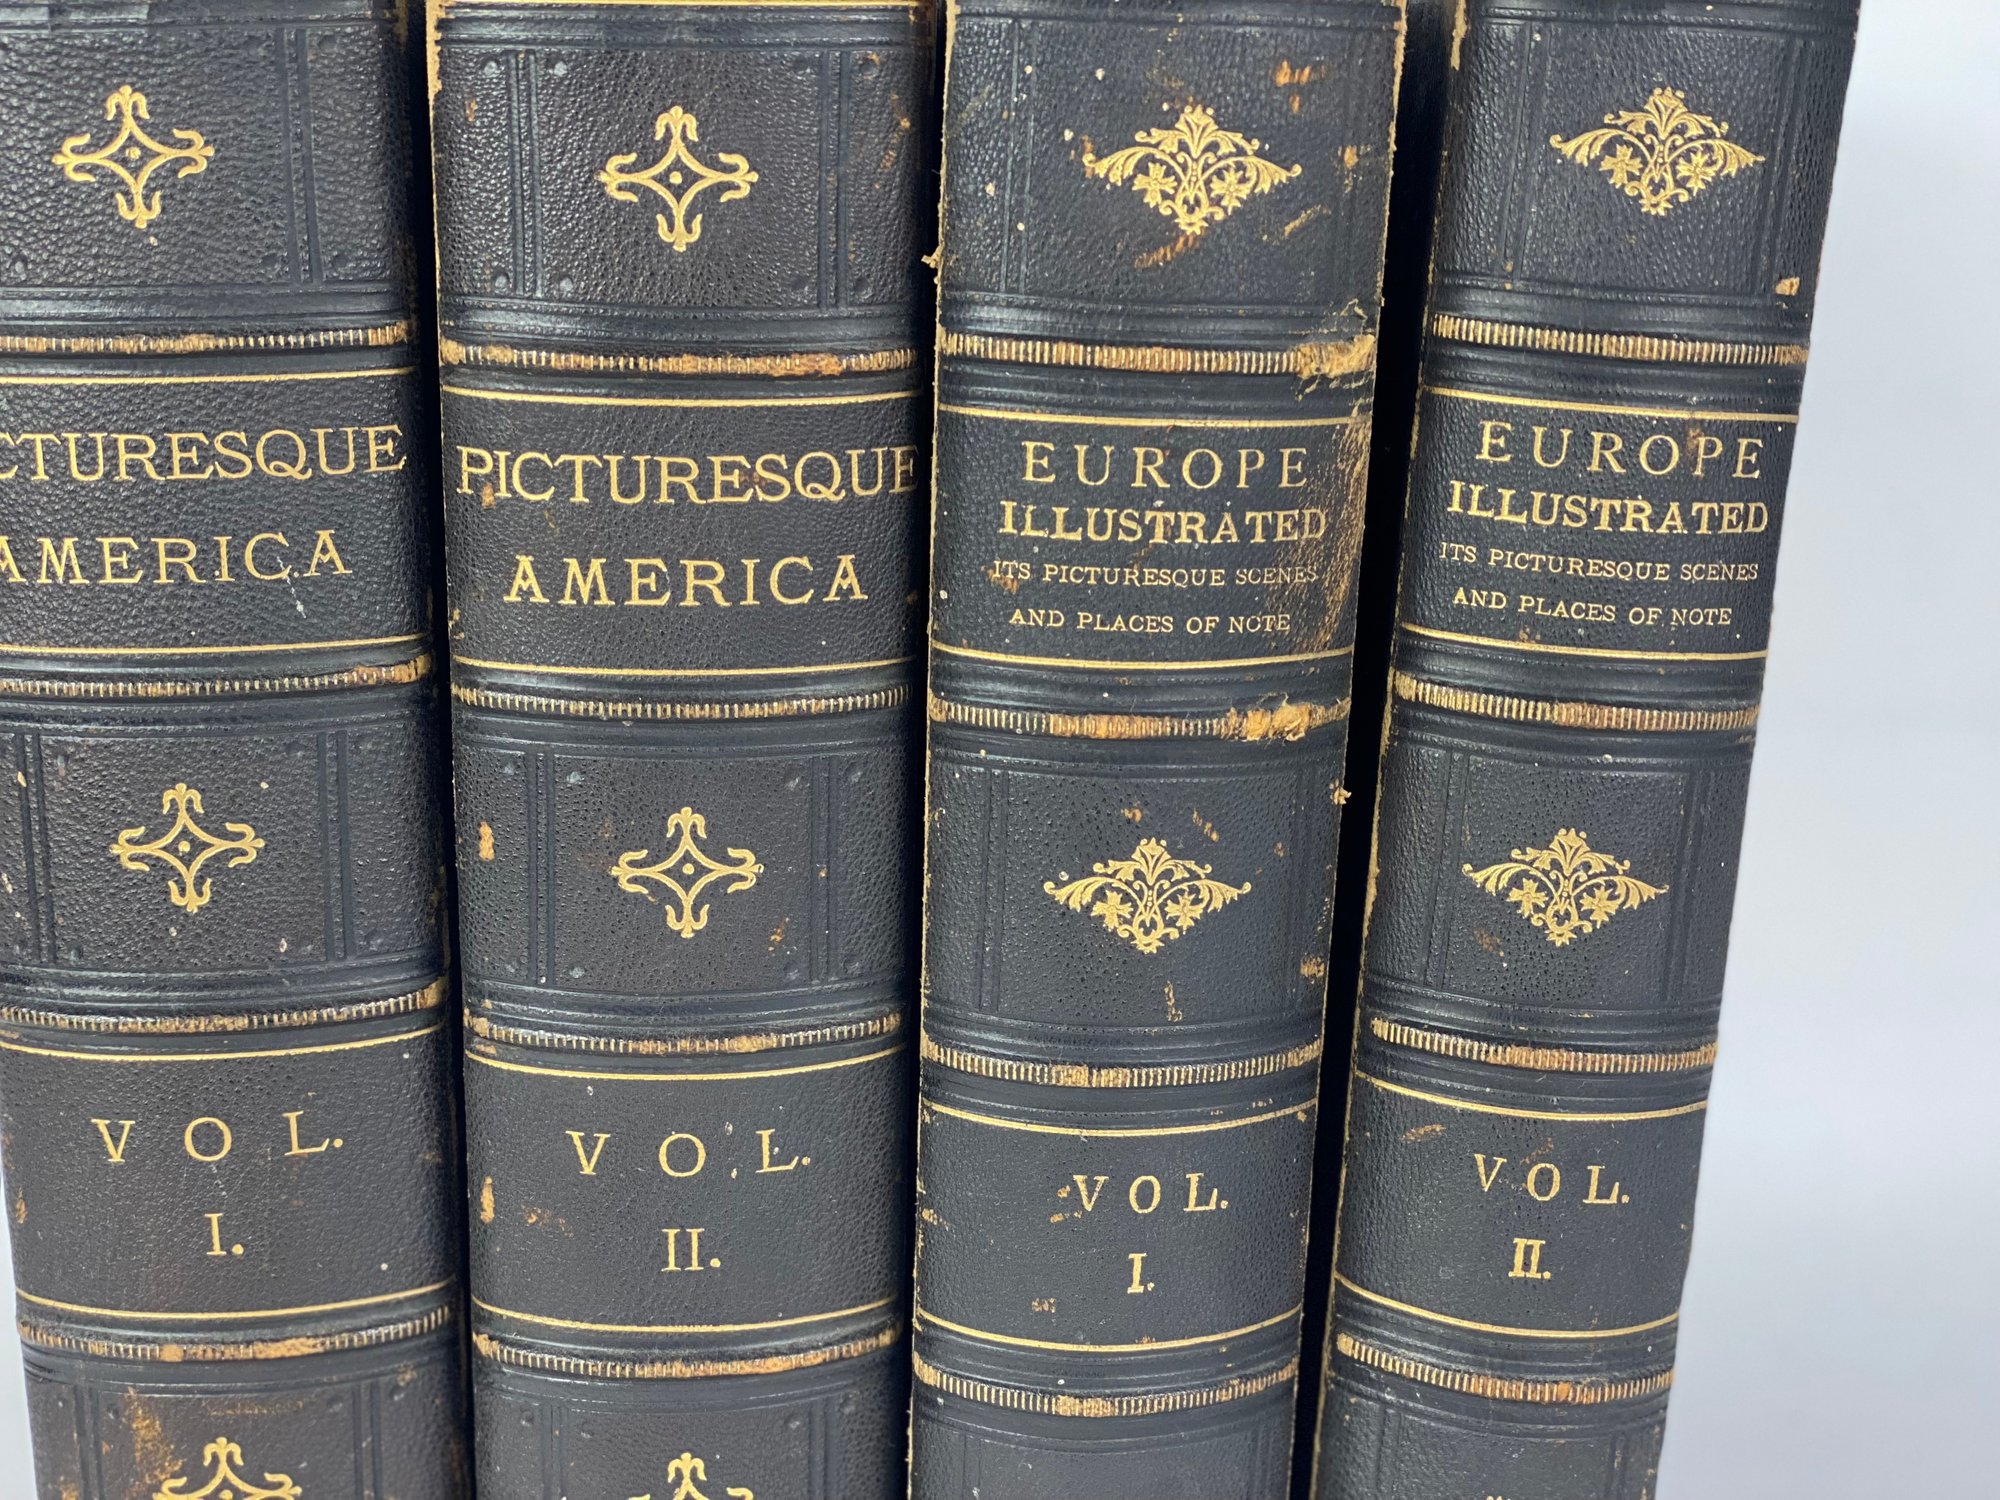 CTURESQUE
AMERICA
VOL.
I.
PICTURESQUE
AMERICA
VOL.
II.
EUROPE
ILLUSTRATED
ITS PICTURESQUE SCENES
AND PLACES OF NOTE
VOL.
I.
EUROPE
ILLUSTRATED
ITS PICTURESQUE SCENES
AND PLACES OF NOTE
VOL.
II.